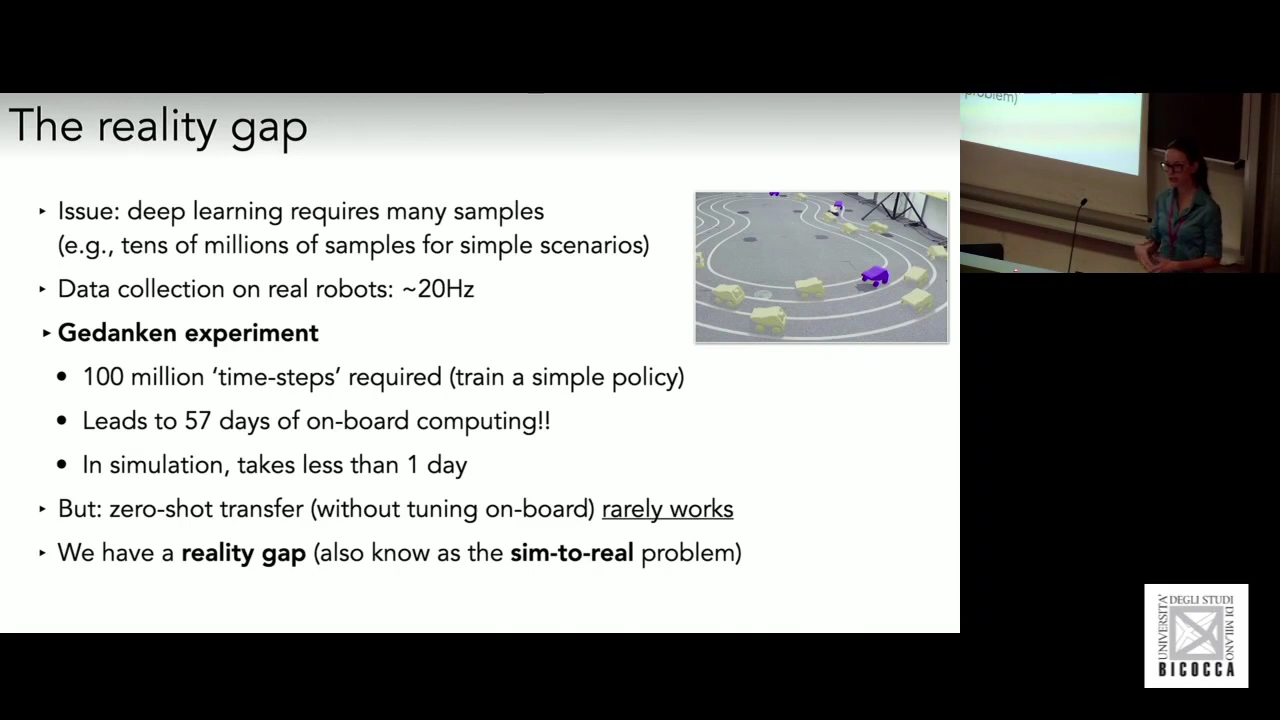 The reality gap
‣ Issue: deep learning requires many samples
(e.g., tens of millions of samples for simple scenarios)
‣ Data collection on real robots: ~20Hz
‣ Gedanken experiment
• 100 million ‘time-steps’ required (train a simple policy)
• Leads to 57 days of on-board computing!!
• In simulation, takes less than 1 day
‣ But: zero-shot transfer (without tuning on-board) rarely works
‣ We have a reality gap (also know as the sim-to-real problem)
problem)
UNIVERSITA'
DEGLI STUDI
DI MILANO
BICOCCA